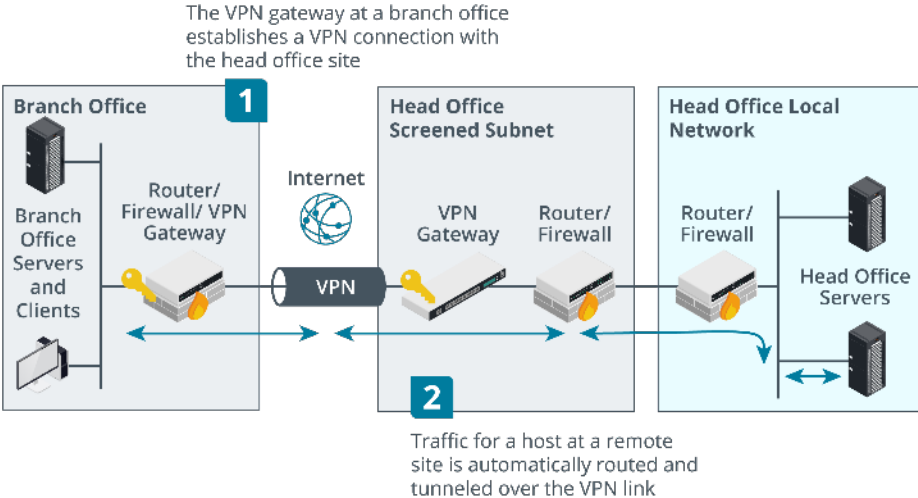 The VPN gateway at a branch office
establishes a VPN connection with
the head office site
1
Branch Office
Head Office
Screened Subnet
Head Office Local
Network
Branch
Office
Servers
and
Clients
Router/
Firewall/ VPN
Gateway
Internet
VPN
VPN
Gateway
Router/
Firewall
Router/
Firewall
Head Office
Servers
2
Traffic for a host at a remote
site is automatically routed and
tunneled over the VPN link